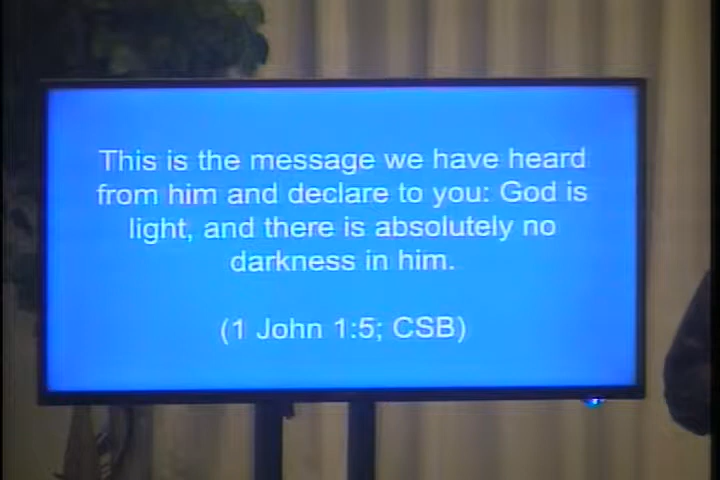 This is the message we have heard
from him and declare to you: God is
light, and there is absolutely no
darkness in him.
(1 John 1:5; CSB)